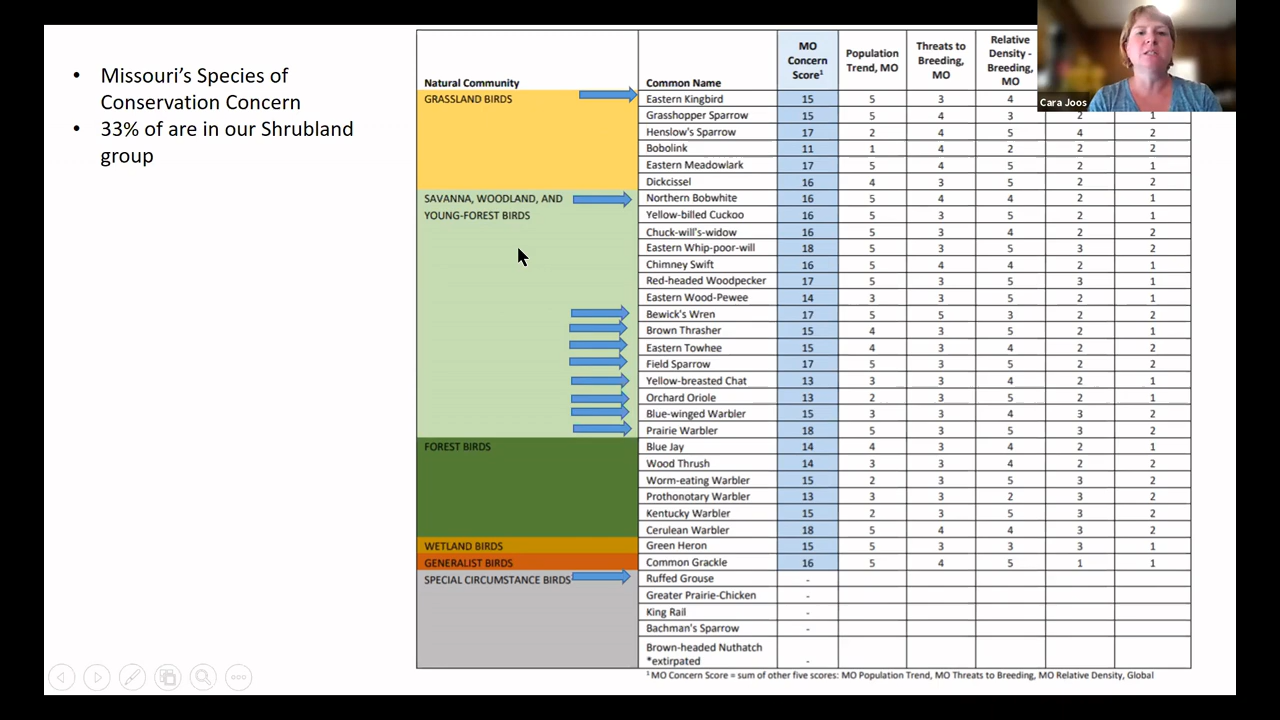 • Missouri's Species of
Conservation Concern
• 33% of are in our Shrubland
group
Natural Community Common Name MO Concern Score1 Population Trend, MO Threats to Breeding, MO Relative Density - Breeding, MO
Cara Joos
GRASSLAND BIRDS Eastern Kingbird 15 5 3 4
Grasshopper Sparrow 15 5 4 3 2 1
Henslow's Sparrow 17 2 4 5 4 2
Bobolink 11 1 4 2 2 2
Eastern Meadowlark 17 5 4 5 2 1
Dickcissel 16 4 3 5 2 2
SAVANNA, WOODLAND, AND Northern Bobwhite 16 5 4 4 2 1
YOUNG-FOREST BIRDS Yellow-billed Cuckoo 16 5 3 5 2 1
Chuck-will's-widow 16 5 3 4 2 2
Eastern Whip-poor-will 18 5 3 5 3 2
Chimney Swift 16 5 4 4 2 1
Red-headed Woodpecker 17 5 3 5 3 1
Eastern Wood-Pewee 14 3 3 5 2 1
Bewick's Wren 17 5 5 3 2 2
Brown Thrasher 15 4 3 5 2 1
Eastern Towhee 15 4 3 4 2 2
Field Sparrow 17 5 3 5 2 2
Yellow-breasted Chat 13 3 3 4 2 1
Orchard Oriole 13 2 3 5 2 1
Blue-winged Warbler 15 3 3 4 3 2
Prairie Warbler 18 5 3 5 3 2
FOREST BIRDS Blue Jay 14 4 3 4 2 1
Wood Thrush 14 3 3 4 2 2
Worm-eating Warbler 15 2 3 5 3 2
Prothonotary Warbler 13 3 3 2 3 2
Kentucky Warbler 15 2 3 5 3 2
Cerulean Warbler 18 5 4 4 3 2
WETLAND BIRDS Green Heron 15 5 3 3 3 1
GENERALIST BIRDS Common Grackle 16 5 4 5 1 1
SPECIAL CIRCUMSTANCE BIRDS Ruffed Grouse -
Greater Prairie-Chicken -
King Rail -
Bachman's Sparrow -
Brown-headed Nuthatch
*extirpated -
1 MO Concern Score = sum of other five scores: MO Population Trend, MO Threats to Breeding, MO Relative Density, Global